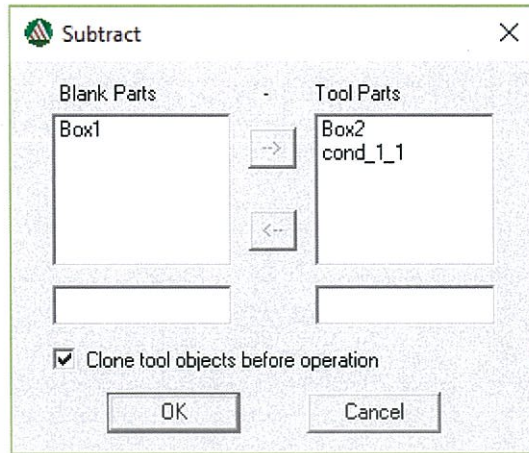 Subtract
Blank Parts - Tool Parts
Box1
Box2
cond_1_1
-->
<--
Clone tool objects before operation
OK
Cancel